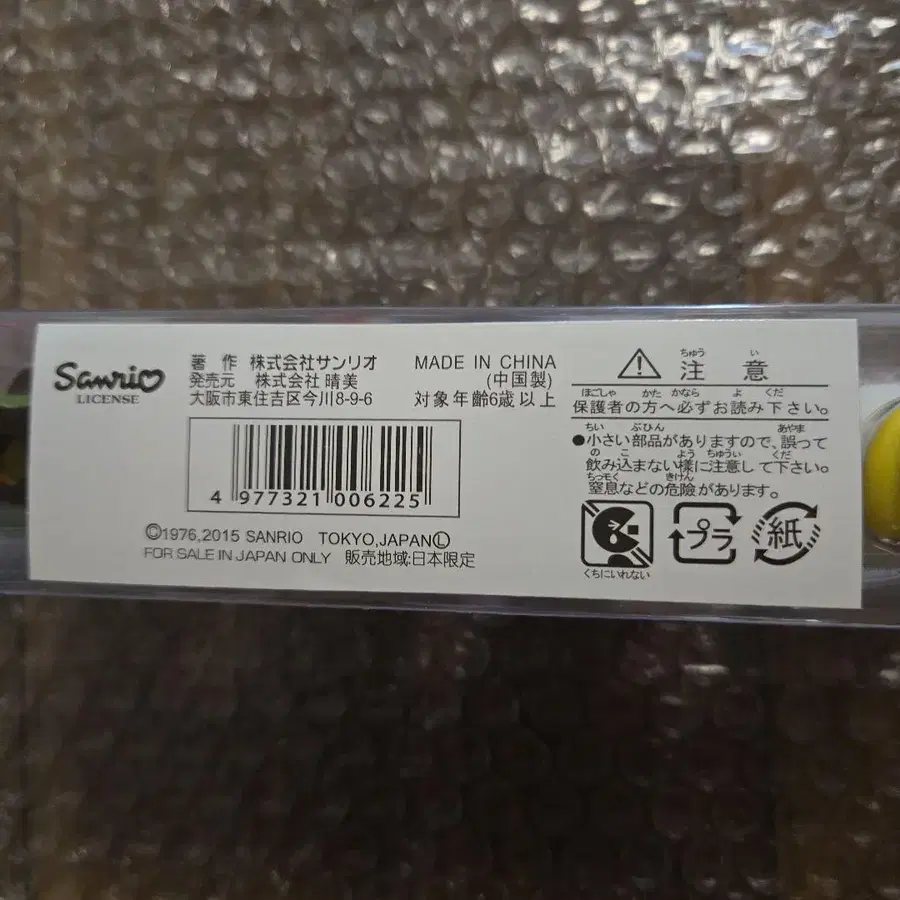 Sanrio
LICENSE
著 作 株式会社サンリオ
発売元 株式会社 晴美
大阪市東住吉区今川8-9-6
MADE IN CHINA
(中国製)
対象年齢6歳以上
4 977321 006225
©1976,2015 SANRIO TOKYO,JAPANⓁ
FOR SALE IN JAPAN ONLY 販売地域:日本限定
ちゅう い
注 意
ほごしゃ かた かなら よ くだ
保護者の方へ必ずお読み下さい。
ちい ぶひん あやま
●小さい部品がありますので、誤って
の こ よう ちゅうい くだ
飲み込まない様に注意して下さい。
ちっそく きけん
窒息などの危険があります。
くちにいれない
プラ
紙